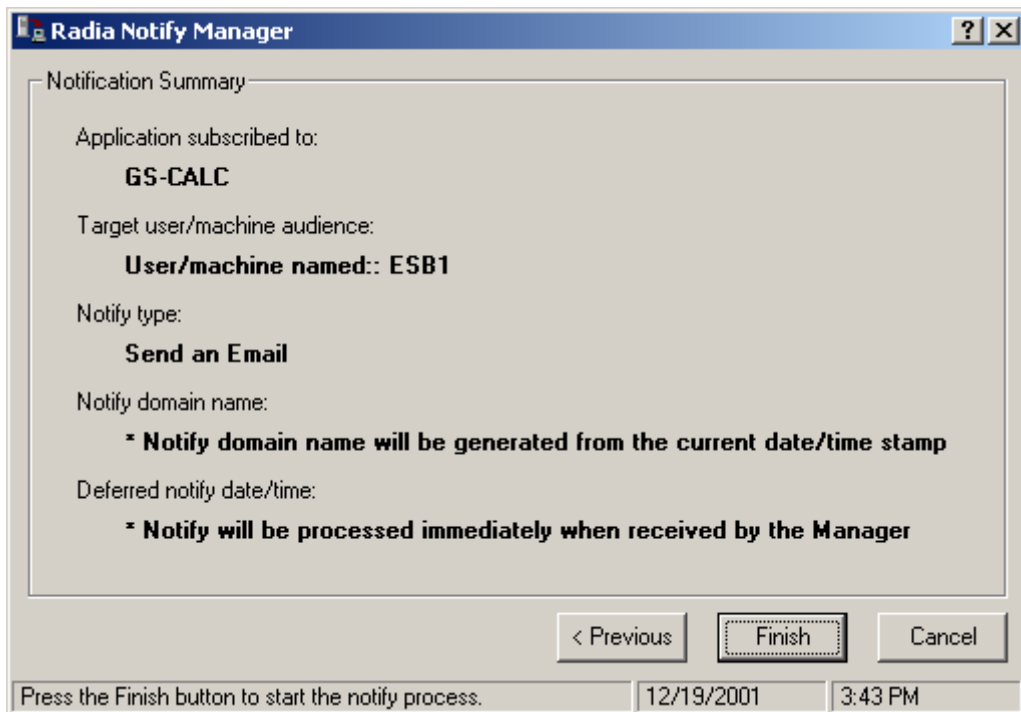 Radia Notify Manager
Notification Summary
Application subscribed to:
GS-CALC
Target user/machine audience:
User/machine named:: ESB1
Notify type:
Send an Email
Notify domain name:
* Notify domain name will be generated from the current date/time stamp
Deferred notify date/time:
* Notify will be processed immediately when received by the Manager
< Previous Finish Cancel
Press the Finish button to start the notify process. 12/19/2001 3:43 PM